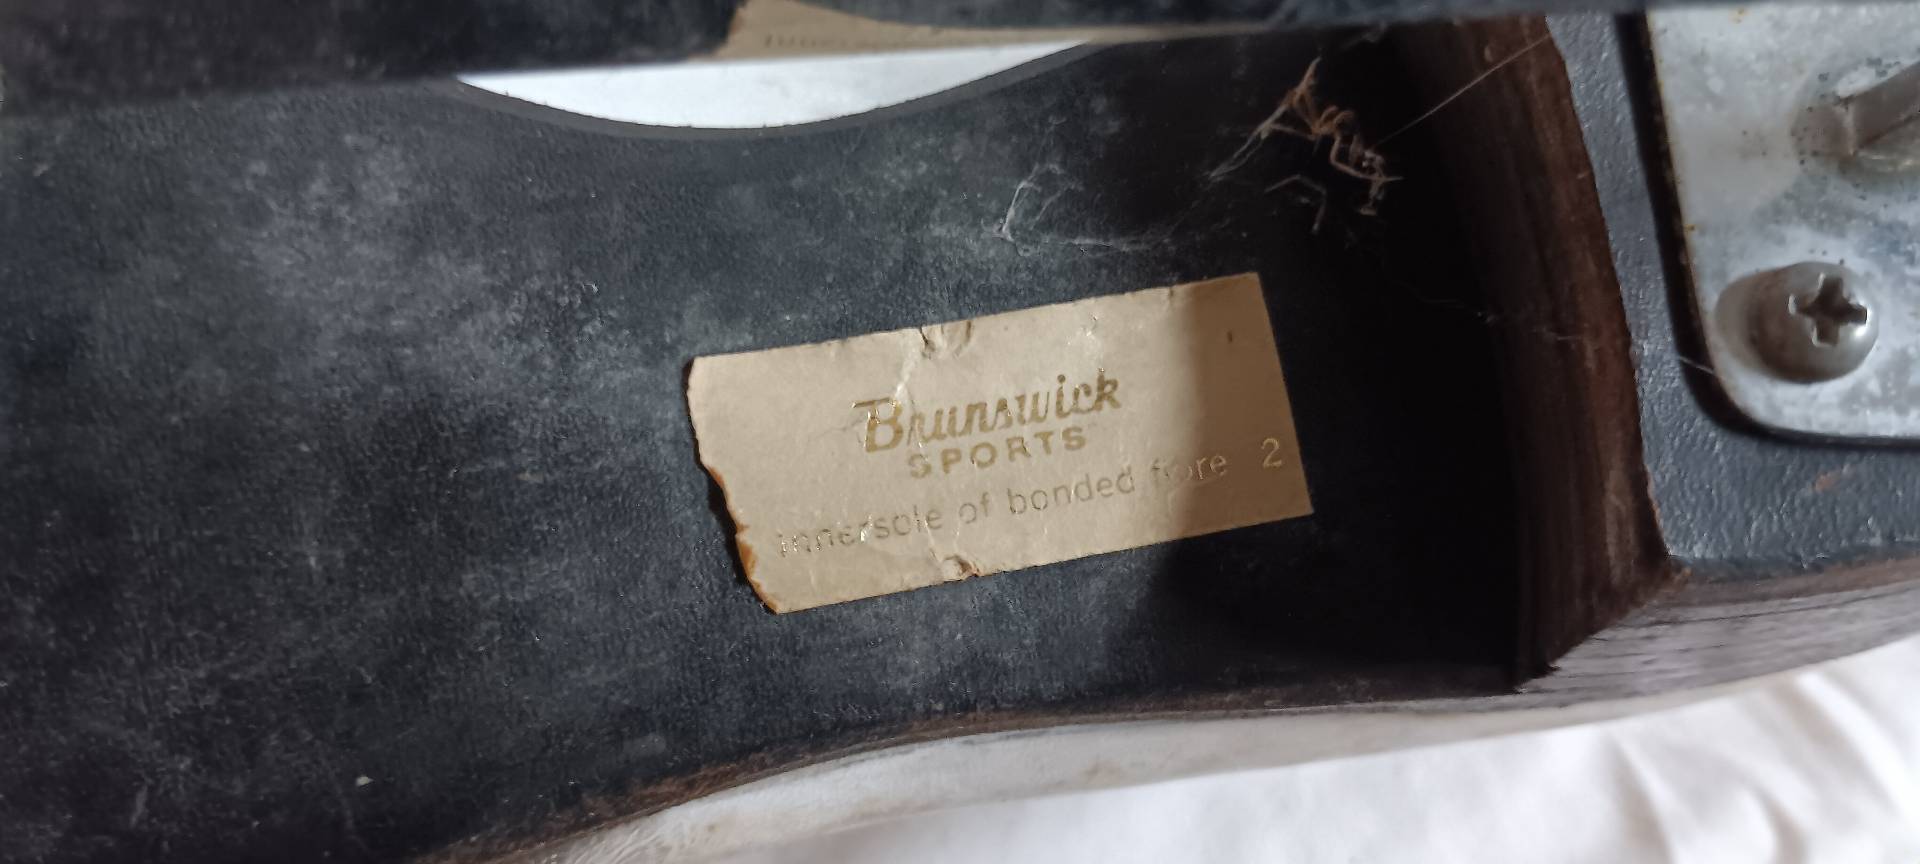 Brunswick
SPORTS
innersole of bonded fibre 2